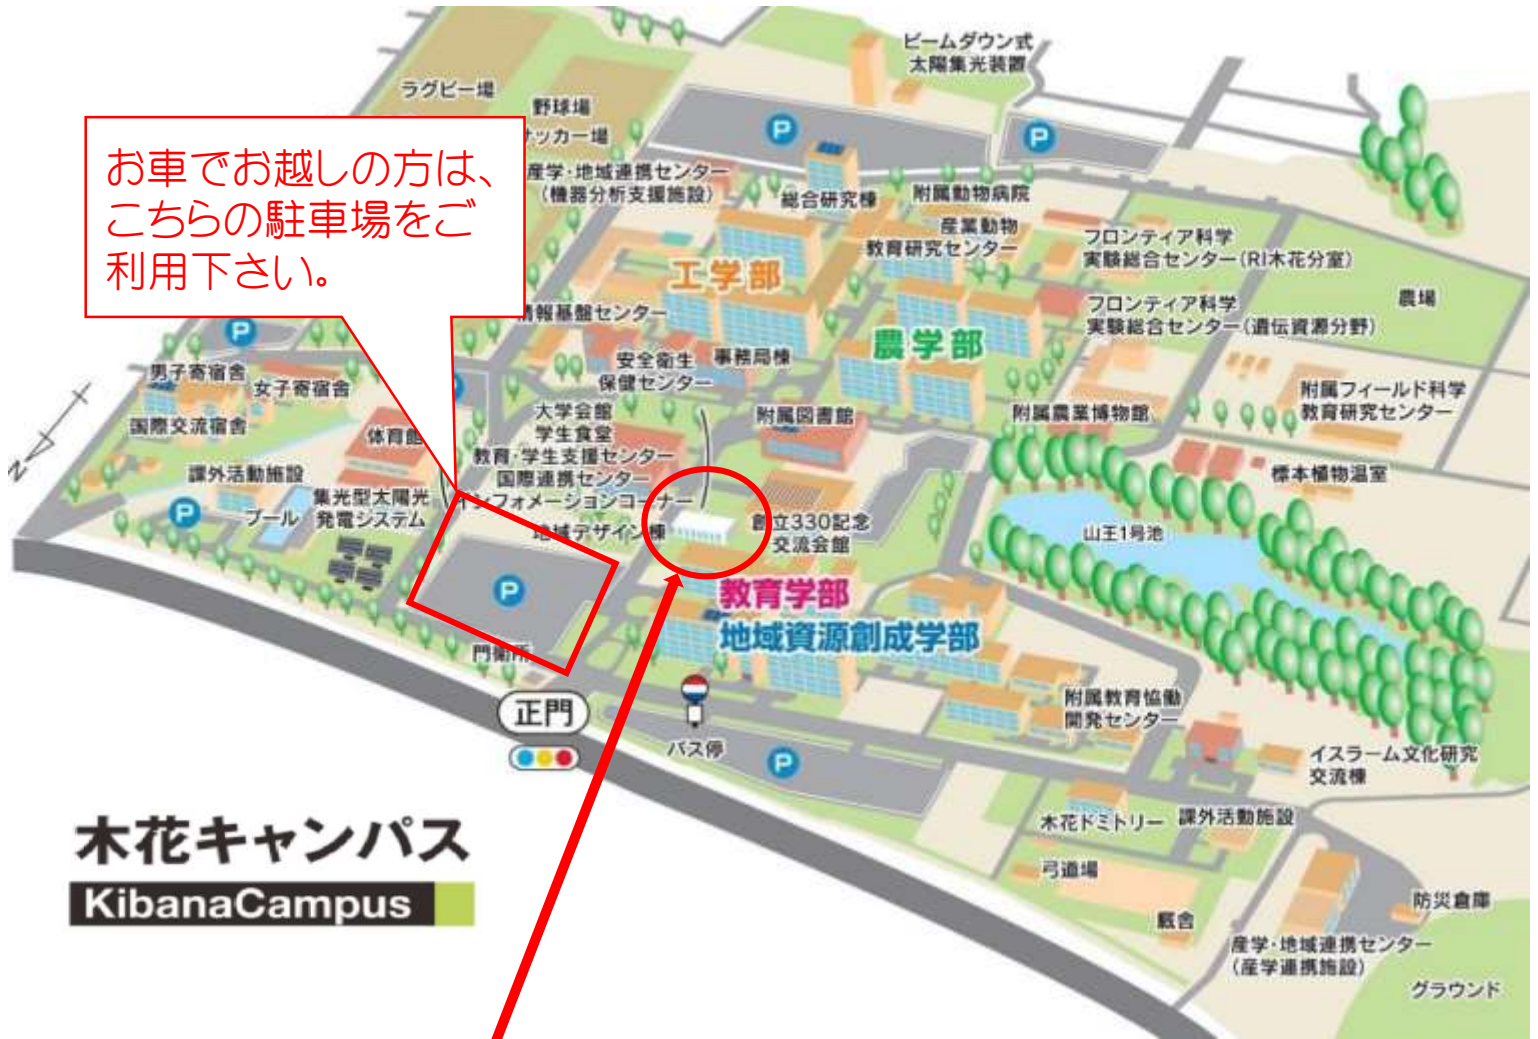 ビームダウン式
太陽集光装置
ラグビー場
野球場
サッカー場
お車でお越しの方は、
こちらの駐車場をご
利用下さい。
P
P
産学・地域連携センター
(機器分析支援施設)
総合研究棟
附属動物病院
産業動物
教育研究センター
フロンティア科学
実験総合センター(RI木花分室)
工学部
農場
情報基盤センター
フロンティア科学
実験総合センター(遺伝資源分野)
農学部
P
安全衛生
保健センター
事務局棟
男子寄宿舎
女子寄宿舎
国際交流宿舎
附属フィールド科学
教育研究センター
大学会館
学生食堂
教育・学生支援センター
国際連携センター
インフォメーションコーナー
附属図書館
附属農業博物館
体育館
課外活動施設
標本植物温室
集光型太陽光
発電システム
P
プール
地域デザイン棟
創立330記念
交流会館
山王1号池
P
教育学部
地域資源創成学部
門衛所
正門
バス停
P
附属教育協働
開発センター
イスラーム文化研究
交流棟
木花ドミトリー
課外活動施設
弓道場
厩舎
防災倉庫
産学・地域連携センター
(産学連携施設)
グラウンド
N
木花キャンパス
KibanaCampus